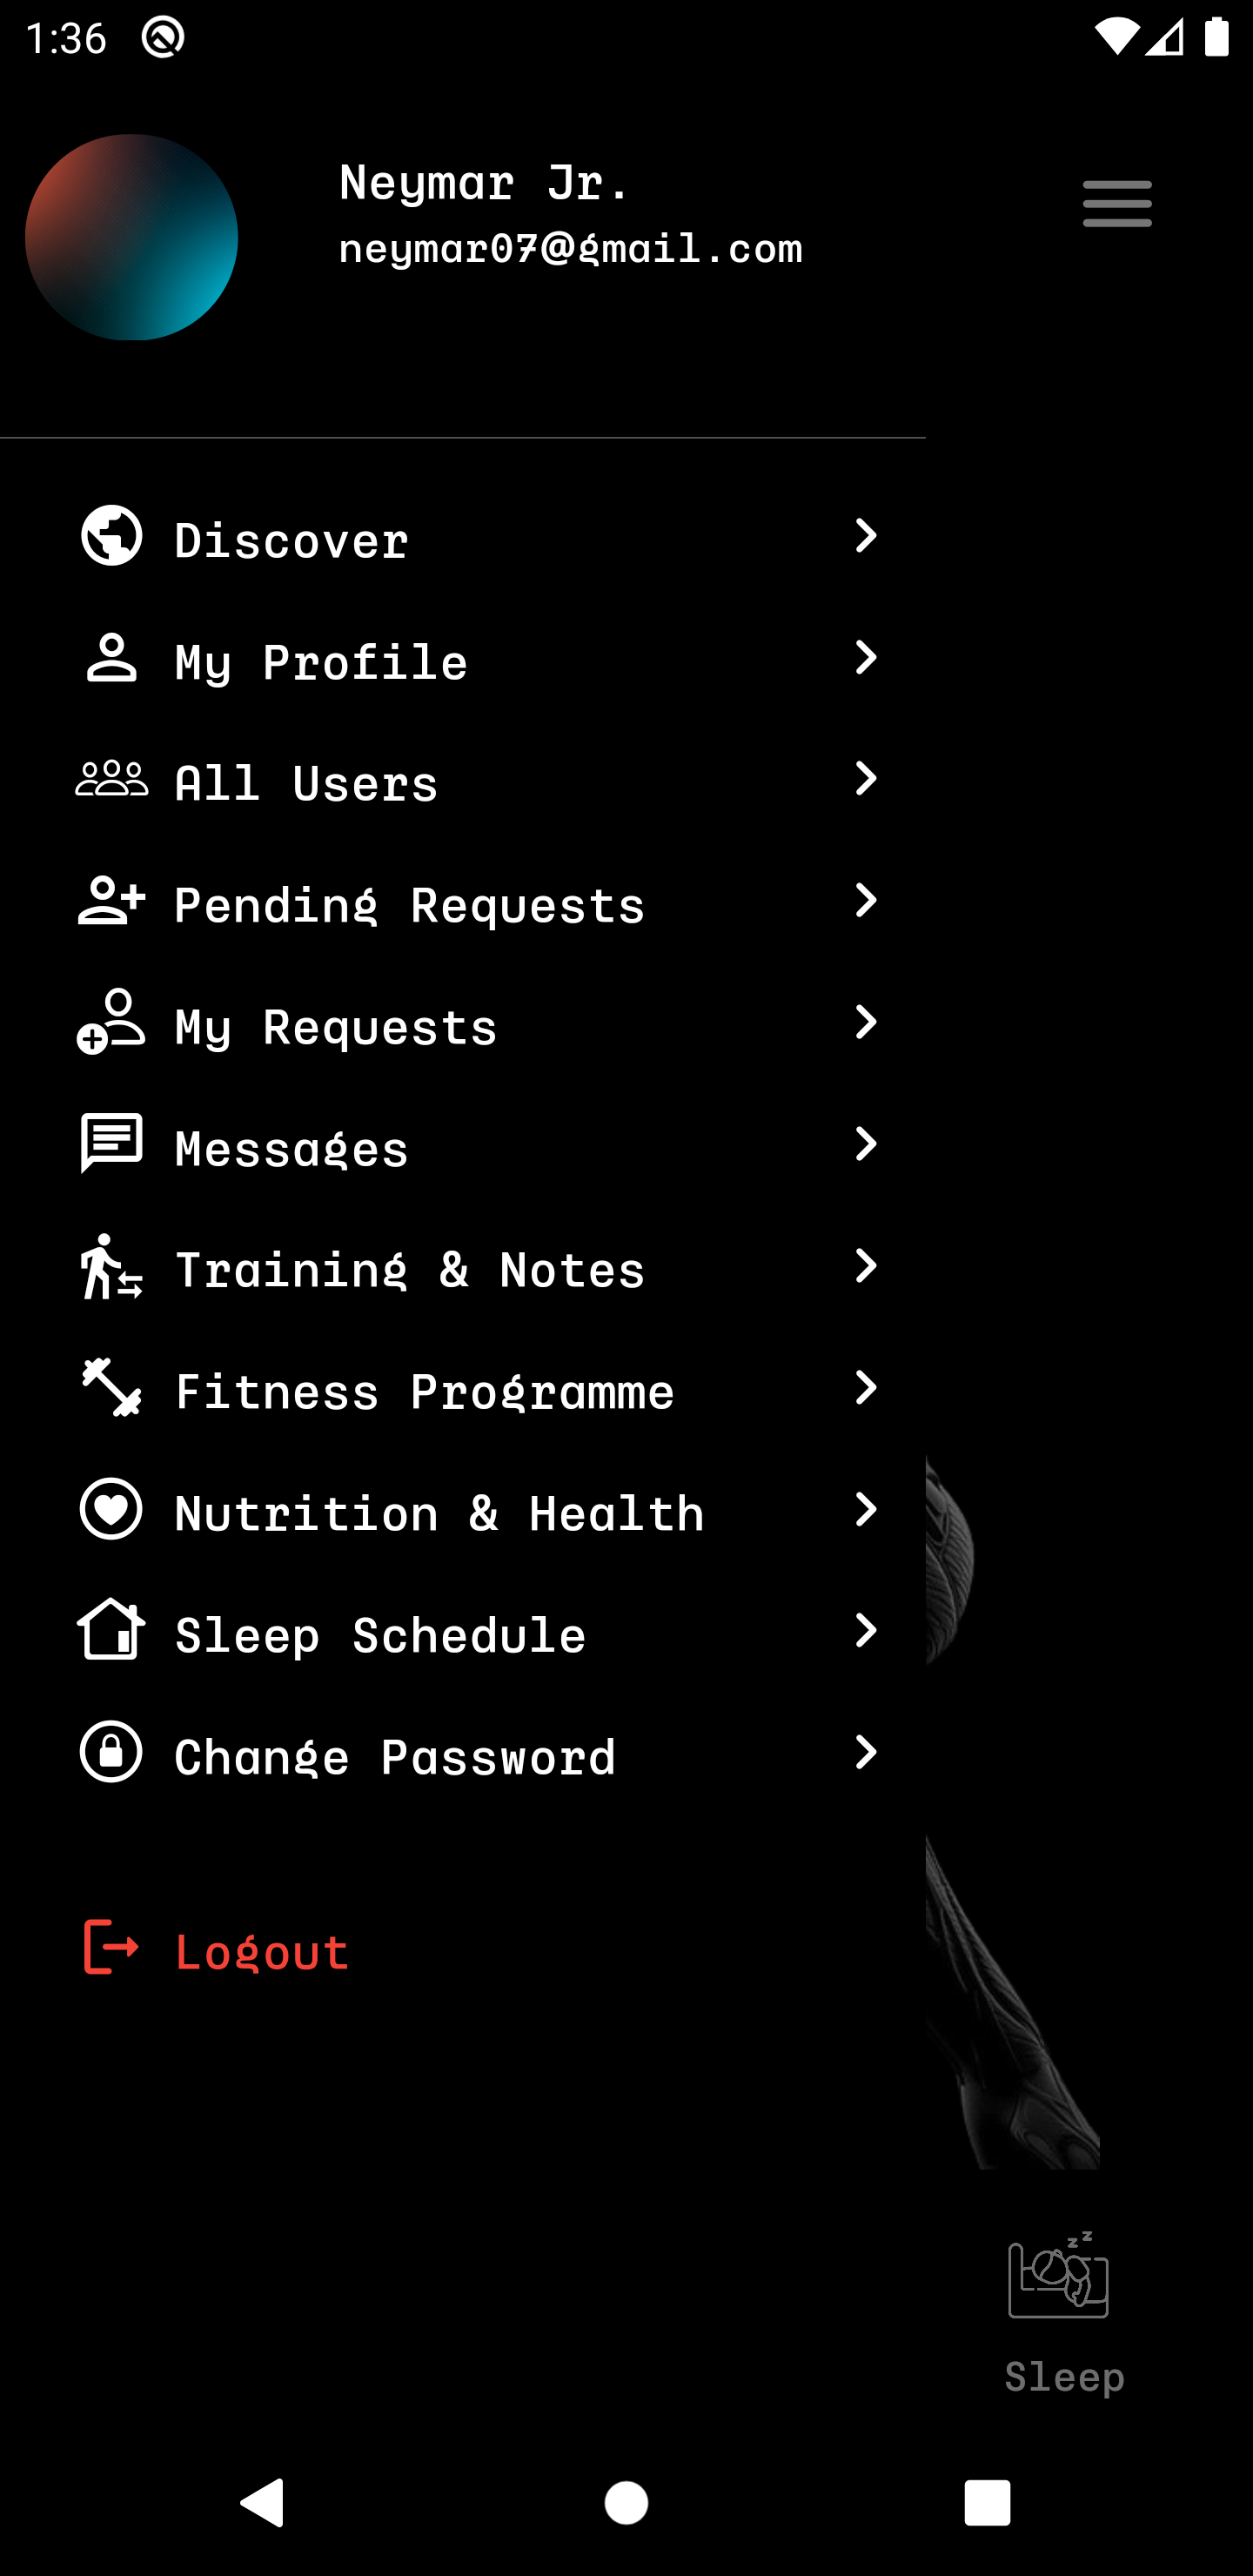 1:36
Neymar Jr.
neymar07@gmail.com
Discover
My Profile
All Users
Pending Requests
My Requests
Messages
Training & Notes
Fitness Programme
Nutrition & Health
Sleep Schedule
Change Password
Logout
z z
Sleep